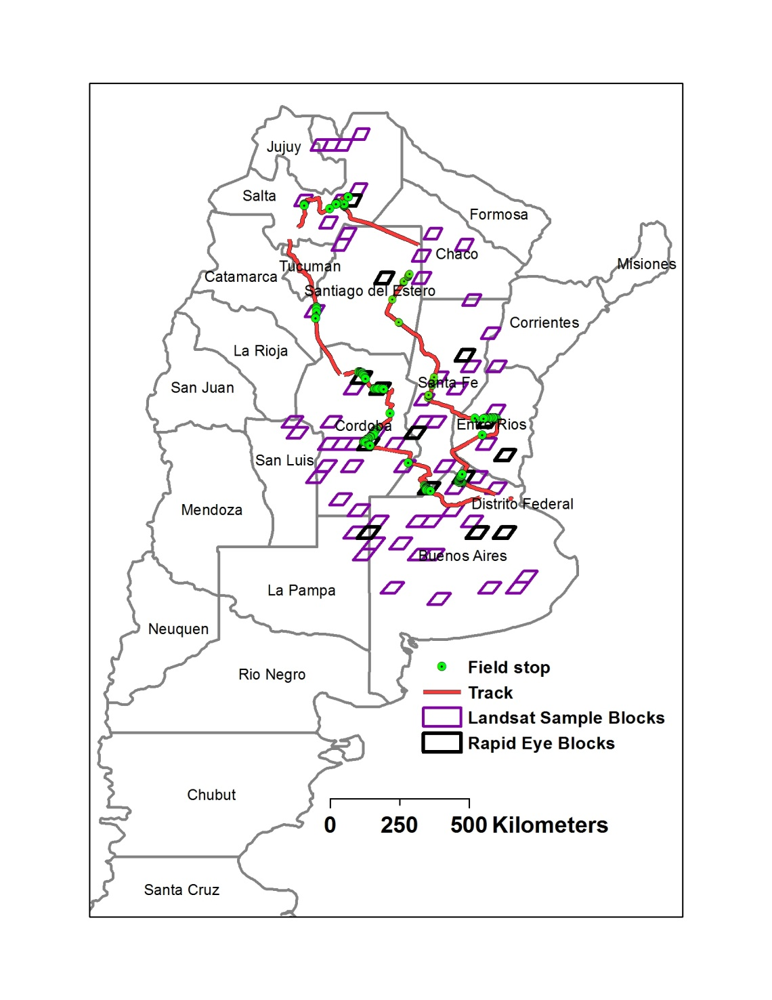 Jujuy
Salta
Formosa
Chaco
Misiones
Tucuman
Catamarca
Santiago del Estero
Corrientes
La Rioja
Santa Fe
San Juan
Cordoba
Entre Rios
San Luis
Distrito Federal
Mendoza
Buenos Aires
La Pampa
Neuquen
Rio Negro
Field stop
Track
Landsat Sample Blocks
Rapid Eye Blocks
Chubut
0 250 500 Kilometers
Santa Cruz